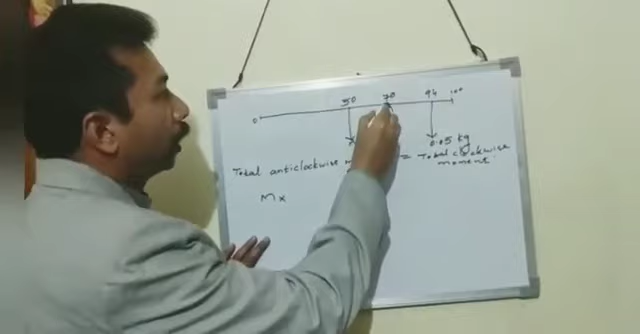 50 70 94 100
0
0.05 kg
Total anticlockwise = Total clockwise
moment.
m x